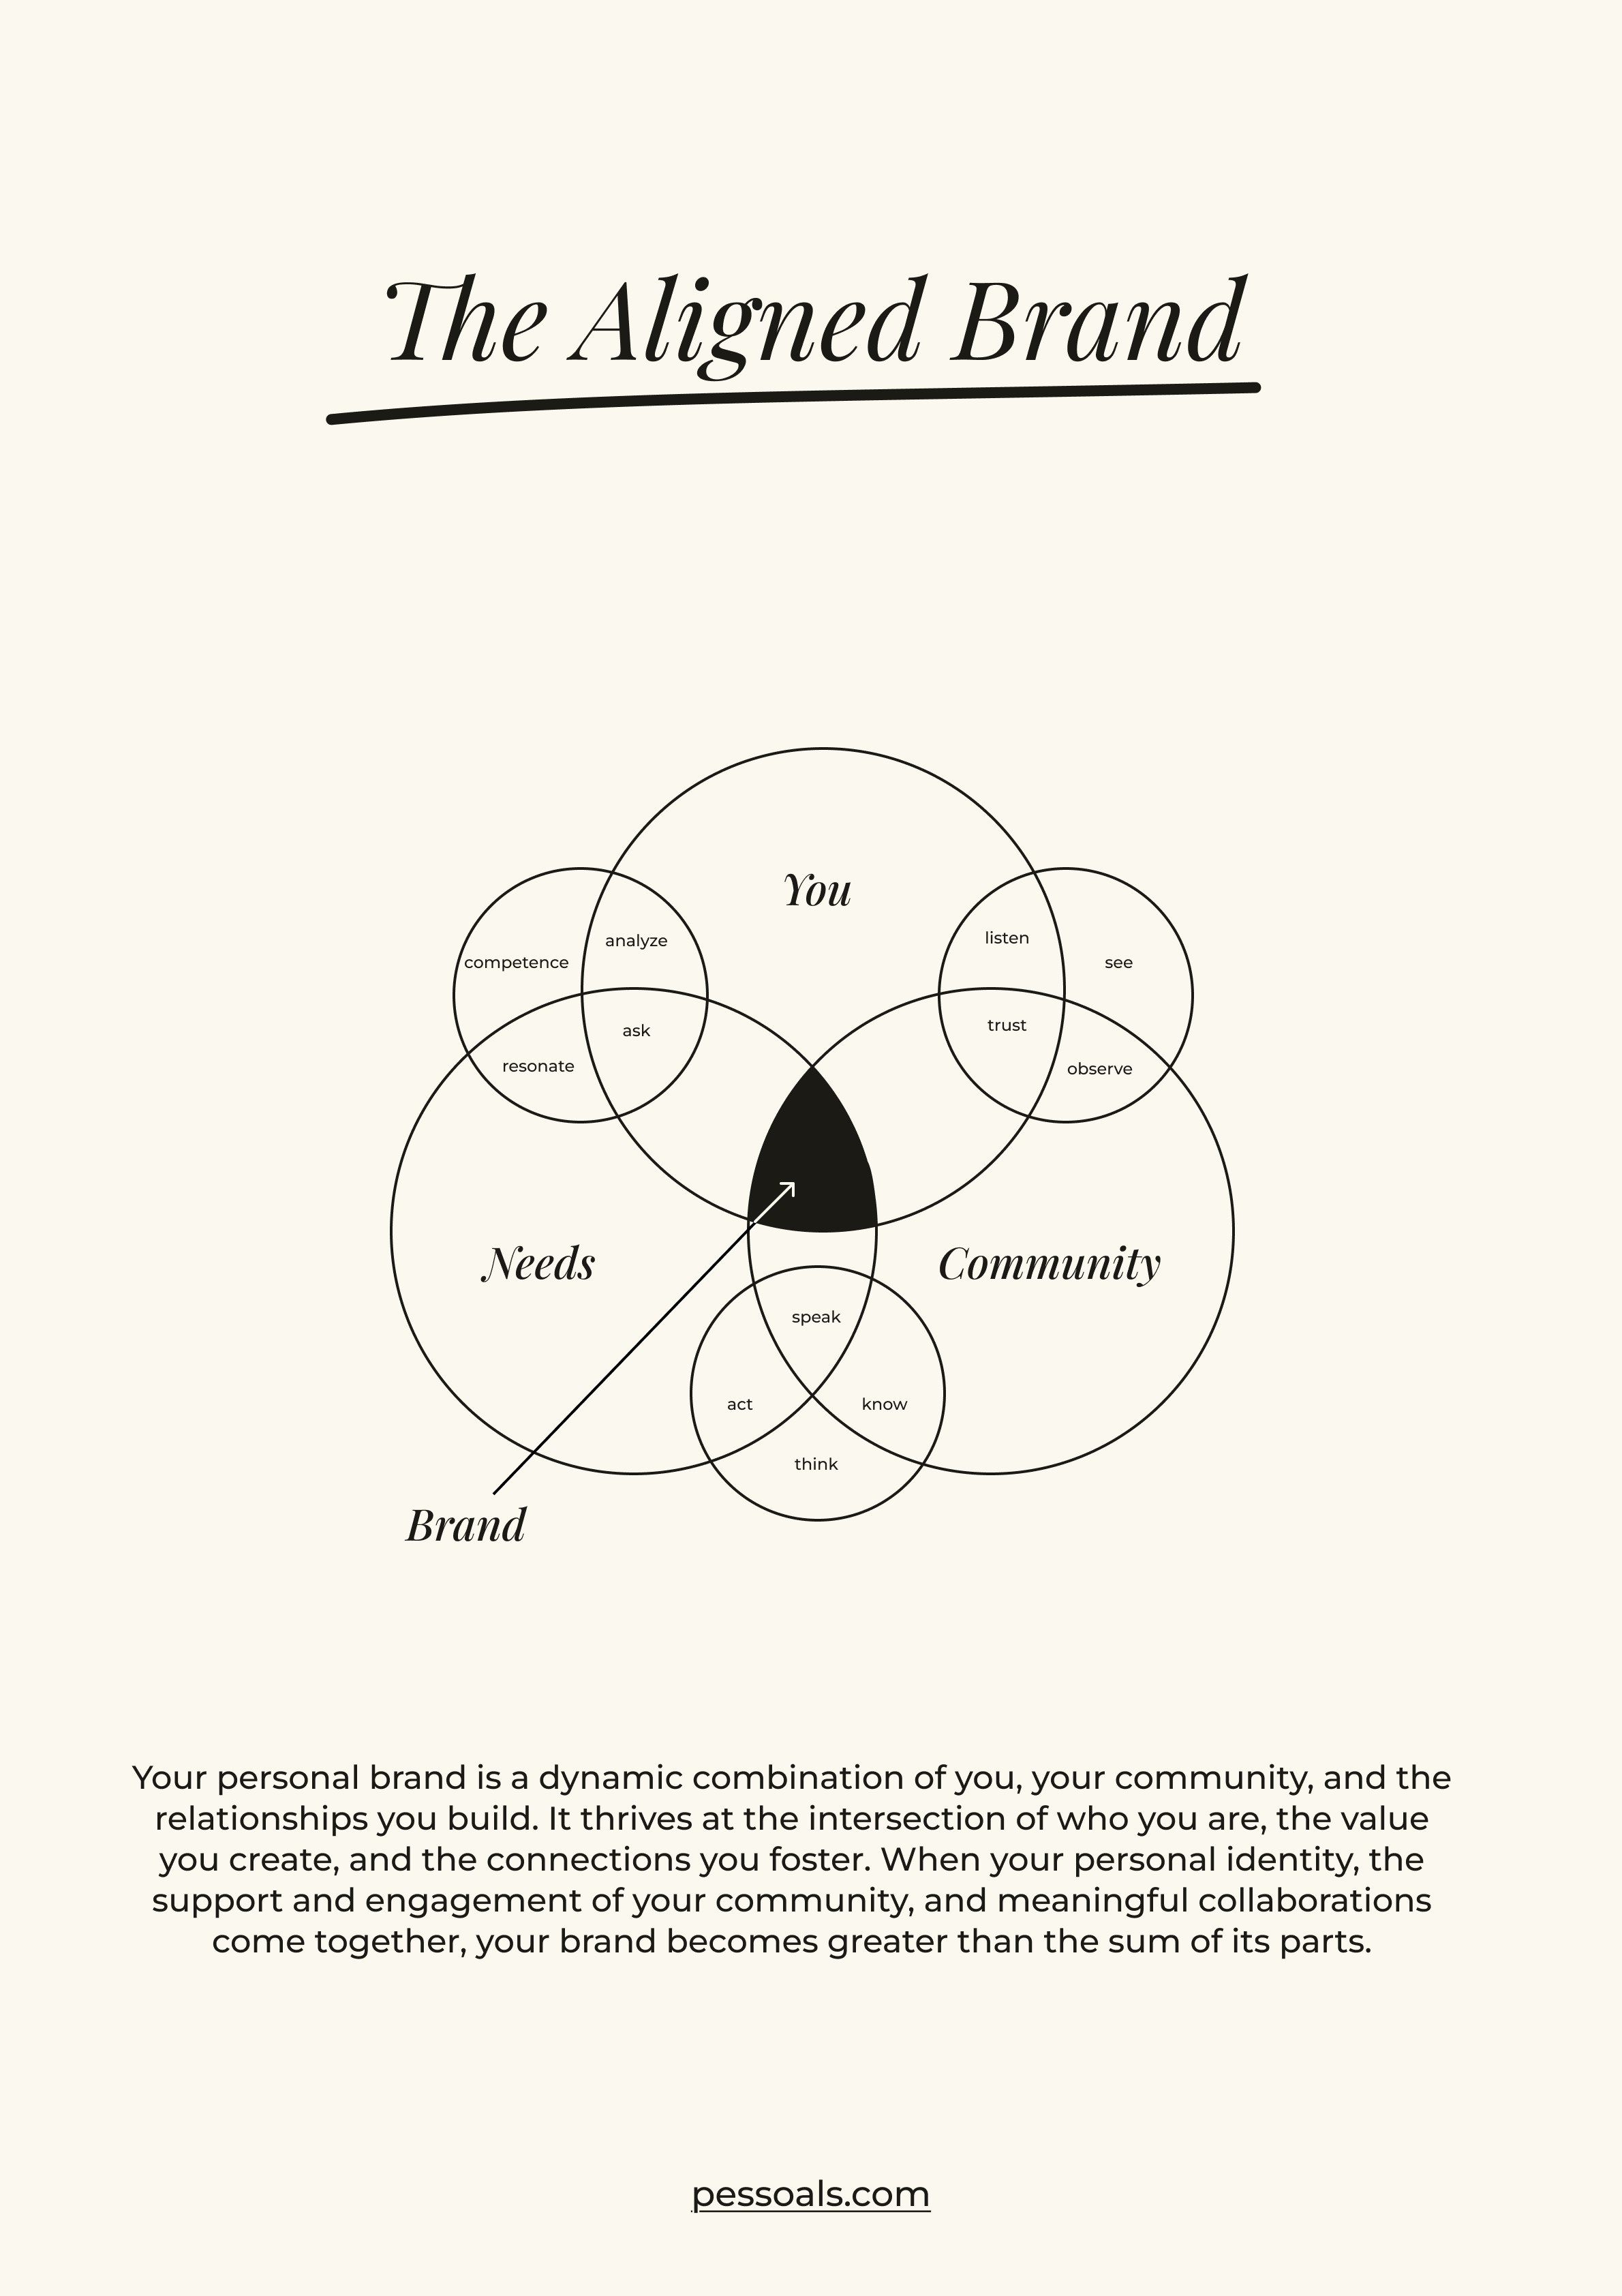 The Aligned Brand
You
analyze
listen
competence
see
ask
trust
resonate
observe
Needs
Community
speak
act
know
think
Brand
Your personal brand is a dynamic combination of you, your community, and the
relationships you build. It thrives at the intersection of who you are, the value
you create, and the connections you foster. When your personal identity, the
support and engagement of your community, and meaningful collaborations
come together, your brand becomes greater than the sum of its parts.
pessoals.com